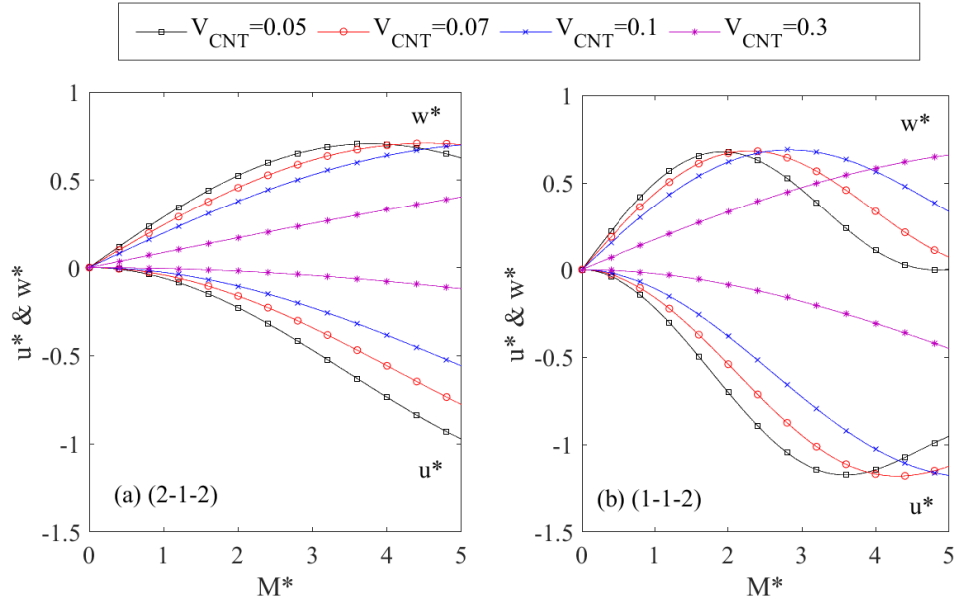 V_CNT=0.05 V_CNT=0.07 V_CNT=0.1 V_CNT=0.3
1
0.5
0
-0.5
-1
-1.5
u* & w*
w*
u*
(a) (2-1-2)
0 1 2 3 4 5
M*
1
0.5
0
-0.5
-1
-1.5
u* & w*
w*
u*
(b) (1-1-2)
0 1 2 3 4 5
M*